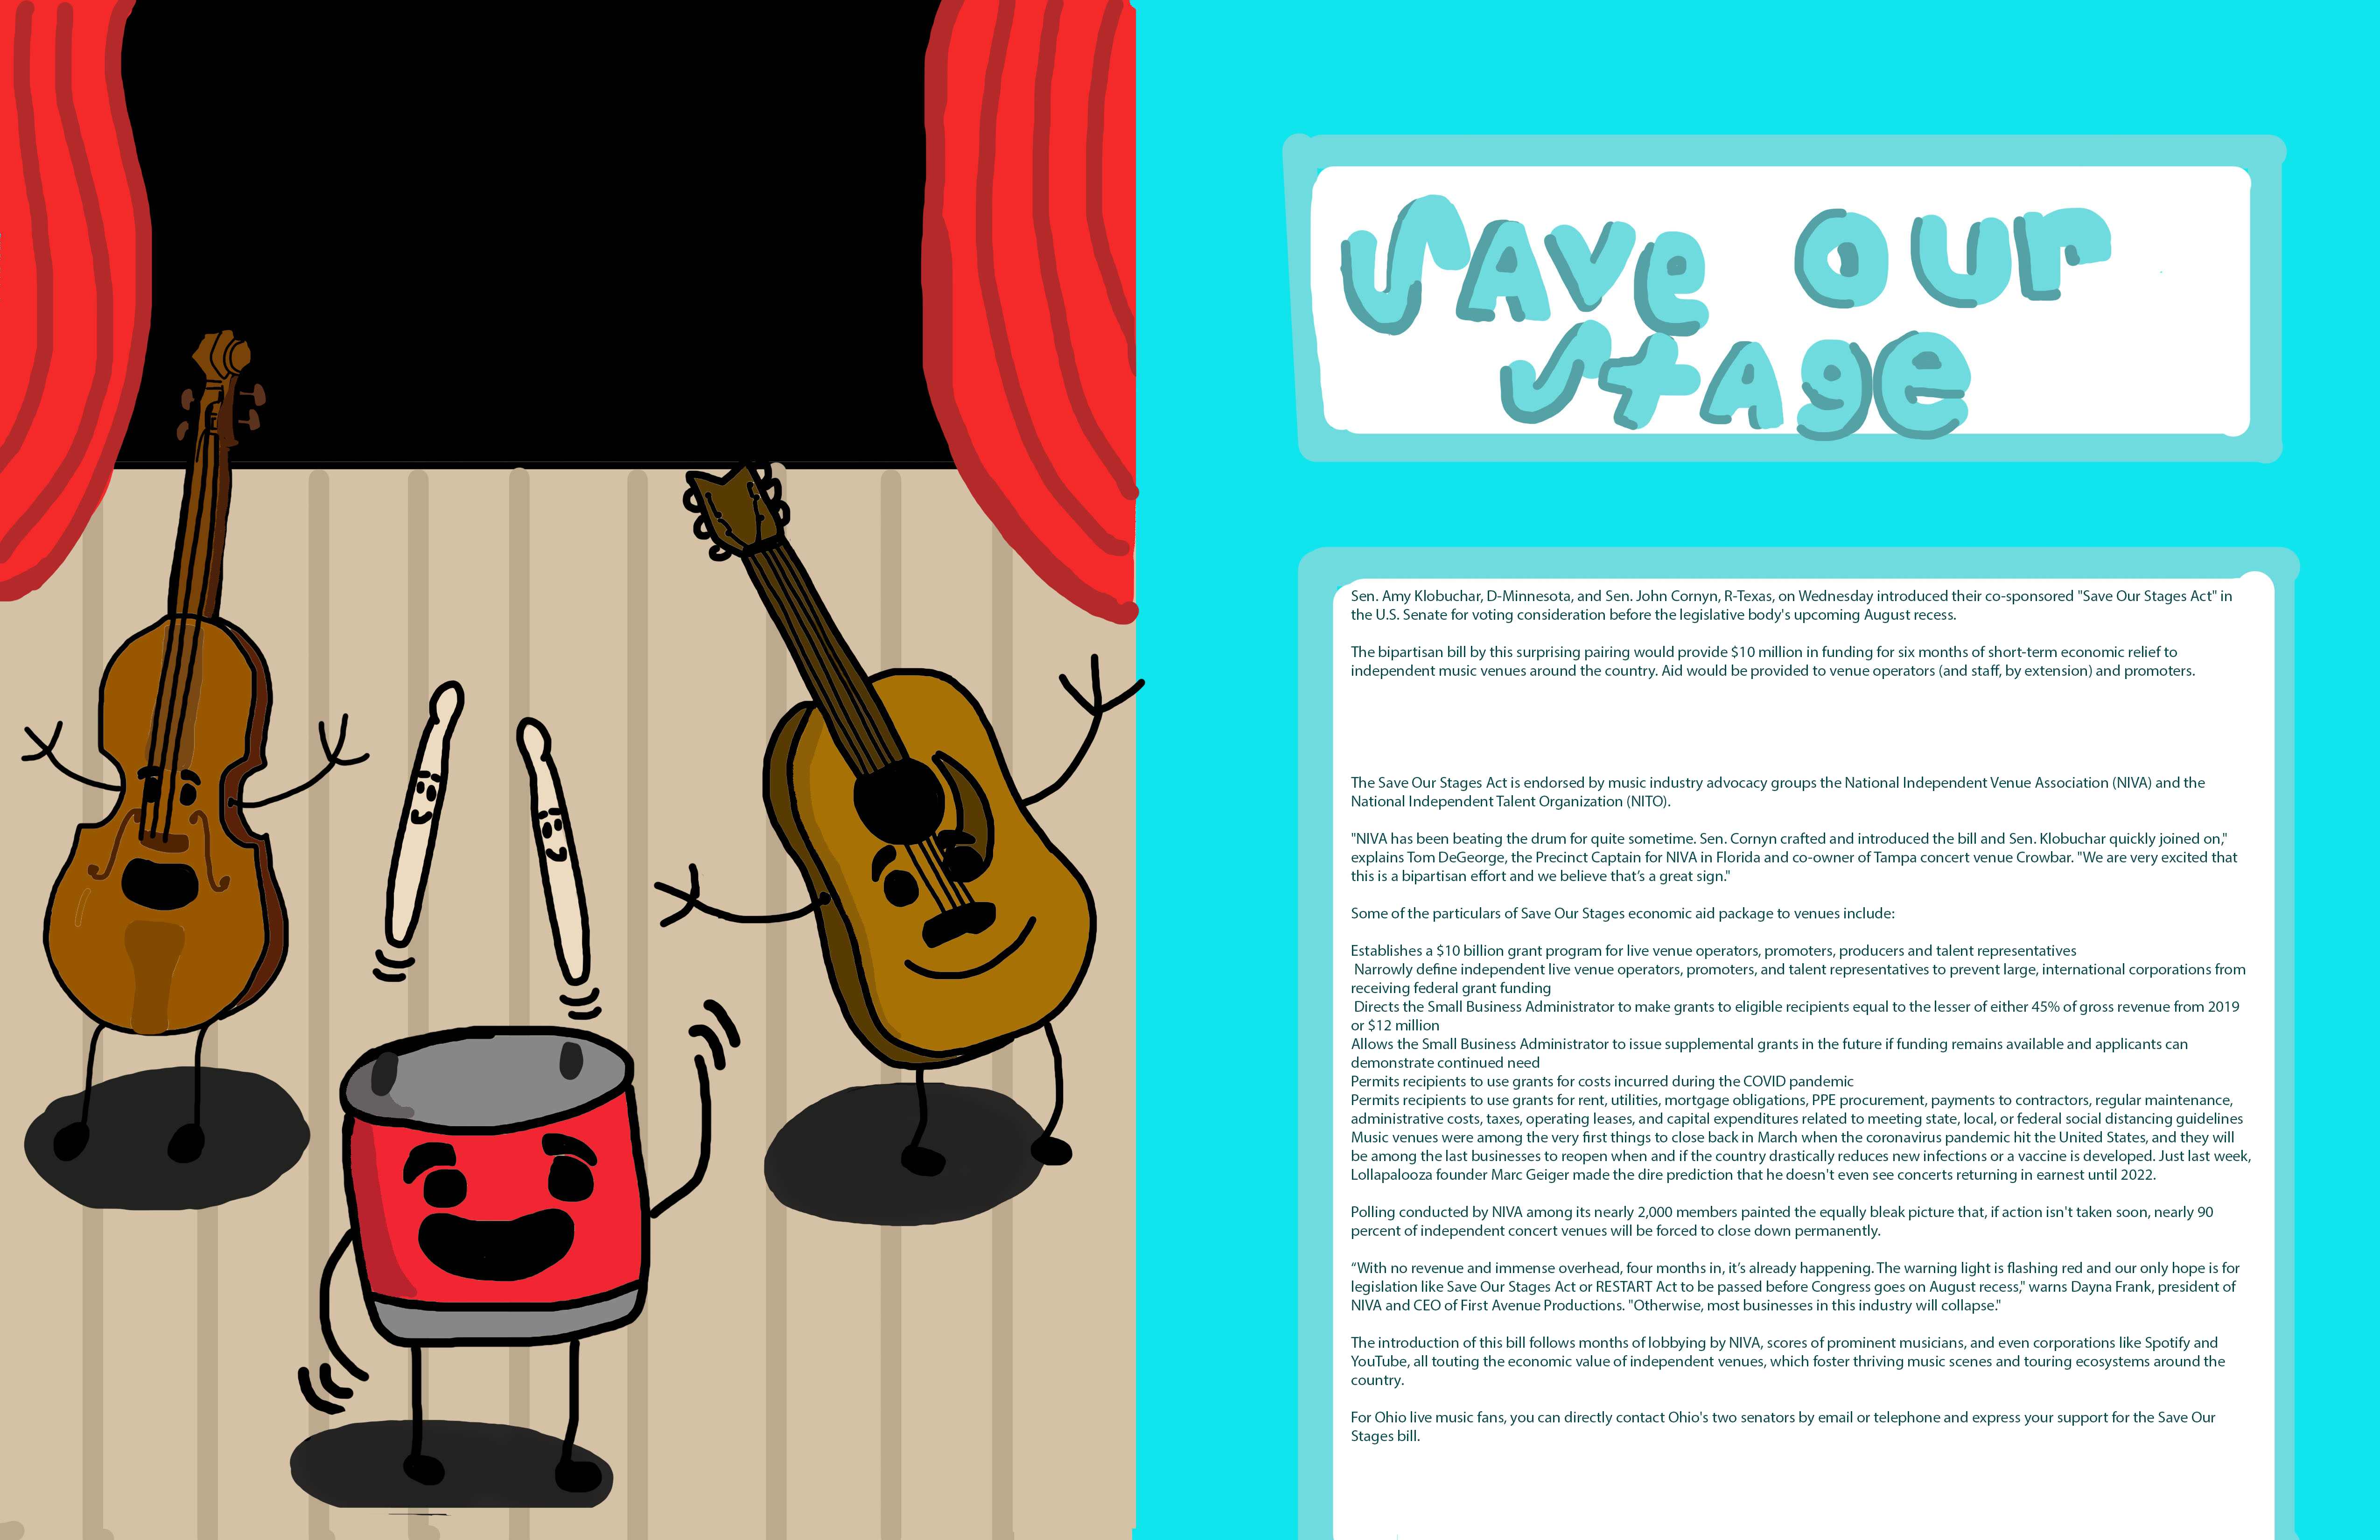 SAVe our
stAge
Sen. Amy Klobuchar, D-Minnesota, and Sen. John Cornyn, R-Texas, on Wednesday introduced their co-sponsored "Save Our Stages Act" in
the U.S. Senate for voting consideration before the legislative body's upcoming August recess.
The bipartisan bill by this surprising pairing would provide $10 million in funding for six months of short-term economic relief to
independent music venues around the country. Aid would be provided to venue operators (and staff, by extension) and promoters.
The Save Our Stages Act is endorsed by music industry advocacy groups the National Independent Venue Association (NIVA) and the
National Independent Talent Organization (NITO).
"NIVA has been beating the drum for quite sometime. Sen. Cornyn crafted and introduced the bill and Sen. Klobuchar quickly joined on,"
explains Tom DeGeorge, the Precinct Captain for NIVA in Florida and co-owner of Tampa concert venue Crowbar. "We are very excited that
this is a bipartisan effort and we believe that’s a great sign."
Some of the particulars of Save Our Stages economic aid package to venues include:
Establishes a $10 billion grant program for live venue operators, promoters, producers and talent representatives
Narrowly define independent live venue operators, promoters, and talent representatives to prevent large, international corporations from
receiving federal grant funding
Directs the Small Business Administrator to make grants to eligible recipients equal to the lesser of either 45% of gross revenue from 2019
or $12 million
Allows the Small Business Administrator to issue supplemental grants in the future if funding remains available and applicants can
demonstrate continued need
Permits recipients to use grants for costs incurred during the COVID pandemic
Permits recipients to use grants for rent, utilities, mortgage obligations, PPE procurement, payments to contractors, regular maintenance,
administrative costs, taxes, operating leases, and capital expenditures related to meeting state, local, or federal social distancing guidelines
Music venues were among the very first things to close back in March when the coronavirus pandemic hit the United States, and they will
be among the last businesses to reopen when and if the country drastically reduces new infections or a vaccine is developed. Just last week,
Lollapalooza founder Marc Geiger made the dire prediction that he doesn't even see concerts returning in earnest until 2022.
Polling conducted by NIVA among its nearly 2,000 members painted the equally bleak picture that, if action isn't taken soon, nearly 90
percent of independent concert venues will be forced to close down permanently.
“With no revenue and immense overhead, four months in, it’s already happening. The warning light is flashing red and our only hope is for
legislation like Save Our Stages Act or RESTART Act to be passed before Congress goes on August recess," warns Dayna Frank, president of
NIVA and CEO of First Avenue Productions. "Otherwise, most businesses in this industry will collapse."
The introduction of this bill follows months of lobbying by NIVA, scores of prominent musicians, and even corporations like Spotify and
YouTube, all touting the economic value of independent venues, which foster thriving music scenes and touring ecosystems around the
country.
For Ohio live music fans, you can directly contact Ohio's two senators by email or telephone and express your support for the Save Our
Stages bill.